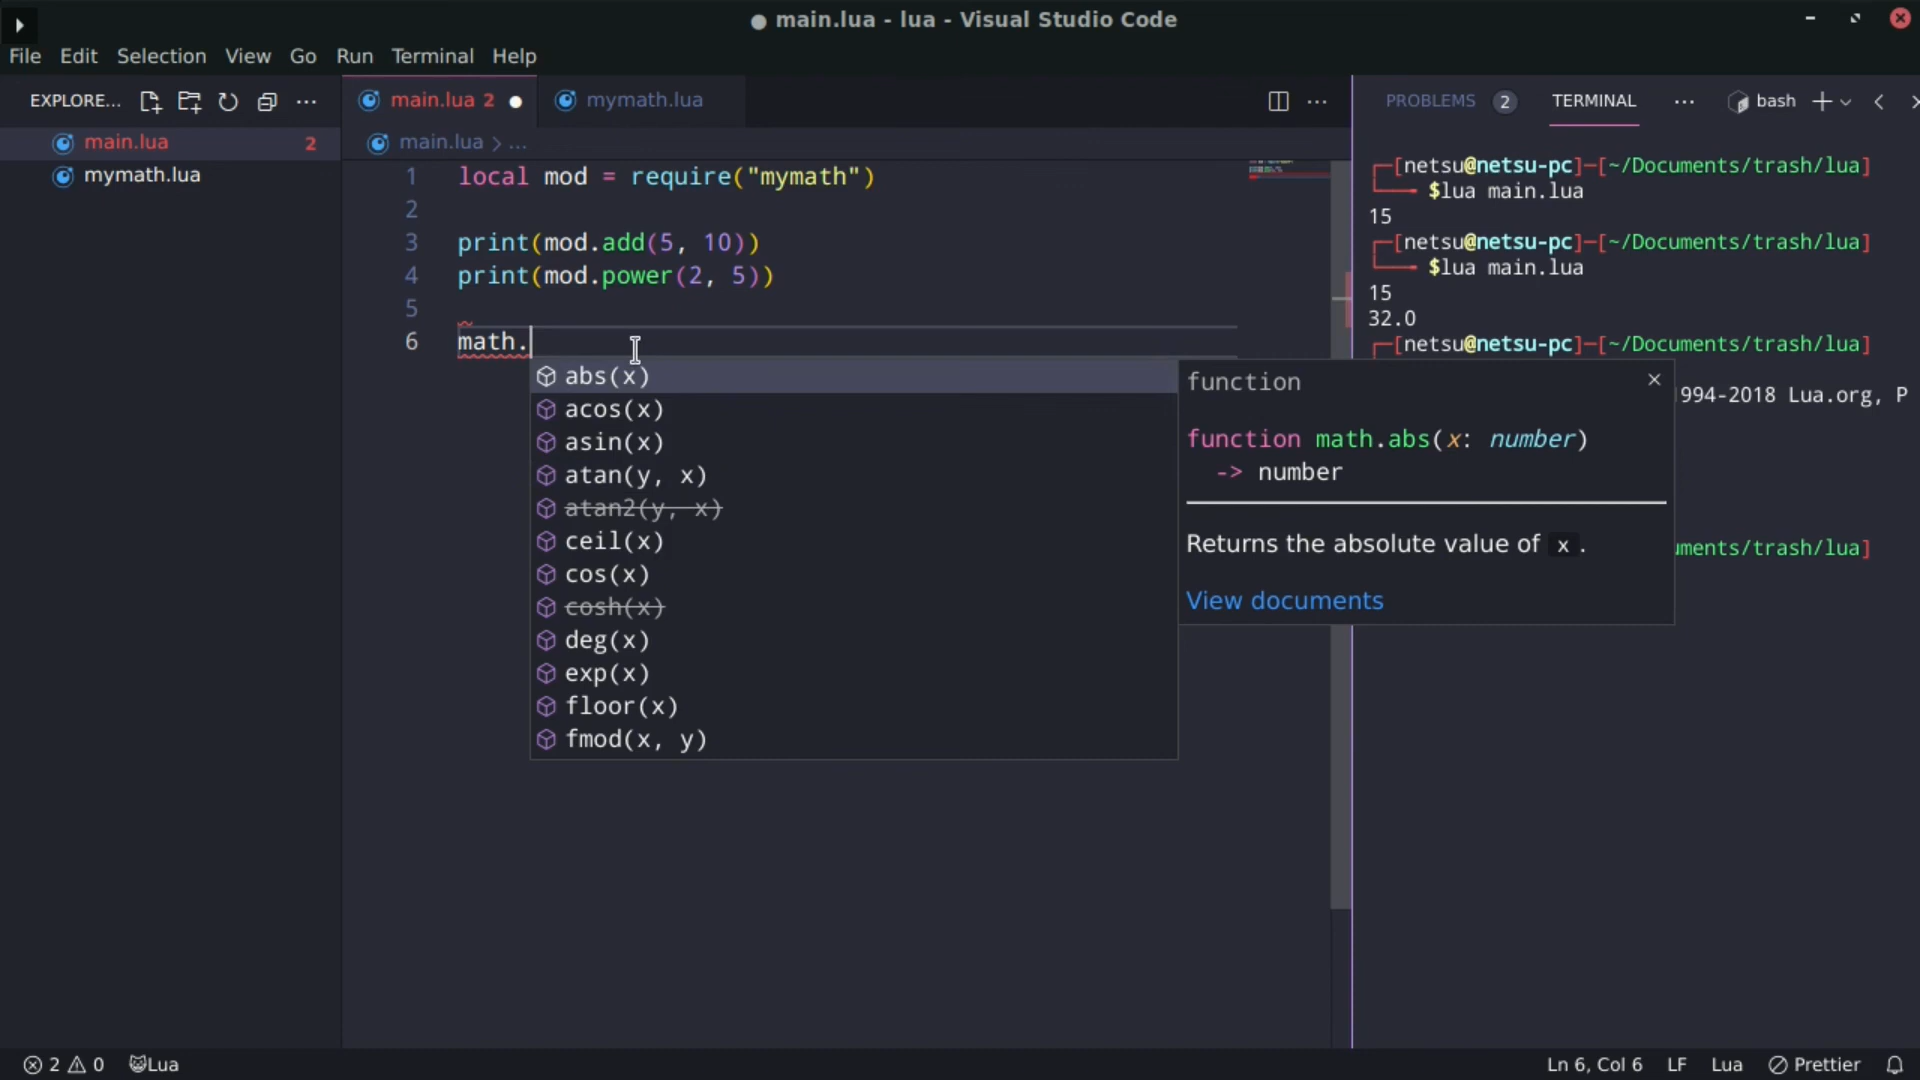 ● main.lua - lua - Visual Studio Code
File Edit Selection View Go Run Terminal Help
EXPLORE...
main.lua 2
mymath.lua
main.lua 2 ●
mymath.lua
main.lua > ...
1 local mod = require("mymath")
2
3 print(mod.add(5, 10))
4 print(mod.power(2, 5))
5
6 math.
abs(x)
acos(x)
asin(x)
atan(y, x)
atan2(y, x)
ceil(x)
cos(x)
cosh(x)
deg(x)
exp(x)
floor(x)
fmod(x, y)
function
function math.abs(x: number)
-> number
Returns the absolute value of x.
View documents
PROBLEMS 2 TERMINAL ... bash
[netsu@netsu-pc]-[~/Documents/trash/lua]
$lua main.lua
15
[netsu@netsu-pc]-[~/Documents/trash/lua]
$lua main.lua
15
32.0
[netsu@netsu-pc]-[~/Documents/trash/lua]
994-2018 Lua.org, P
uments/trash/lua]
2 0 Lua
Ln 6, Col 6 LF Lua Prettier